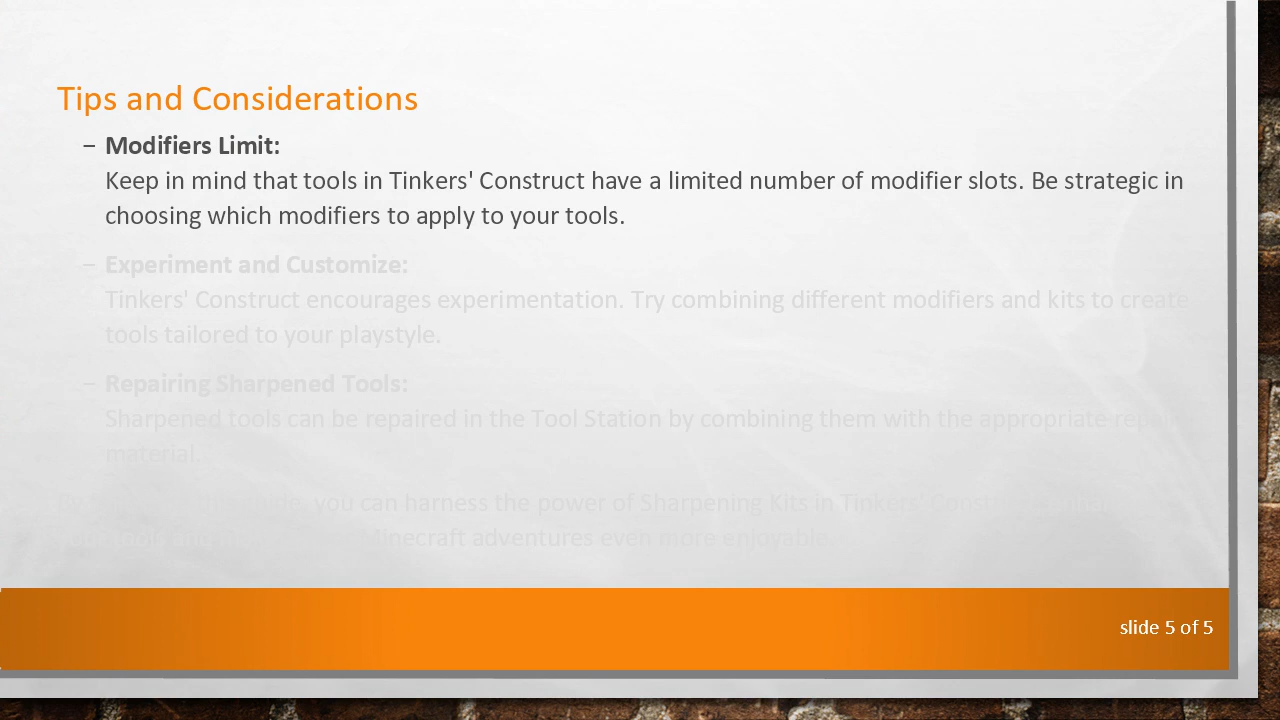 Tips and Considerations
− Modifiers Limit:
Keep in mind that tools in Tinkers' Construct have a limited number of modifier slots. Be strategic in
choosing which modifiers to apply to your tools.
− Experiment and Customize:
Tinkers' Construct encourages experimentation. Try combining different modifiers and kits to create
tools tailored to your playstyle.
− Repairing Sharpened Tools:
Sharpened tools can be repaired in the Tool Station by combining them with the appropriate repair
material.
you can harness the power of Sharpening Kits in Tinkers'
Minecraft adventures even more enjoyable.
slide 5 of 5